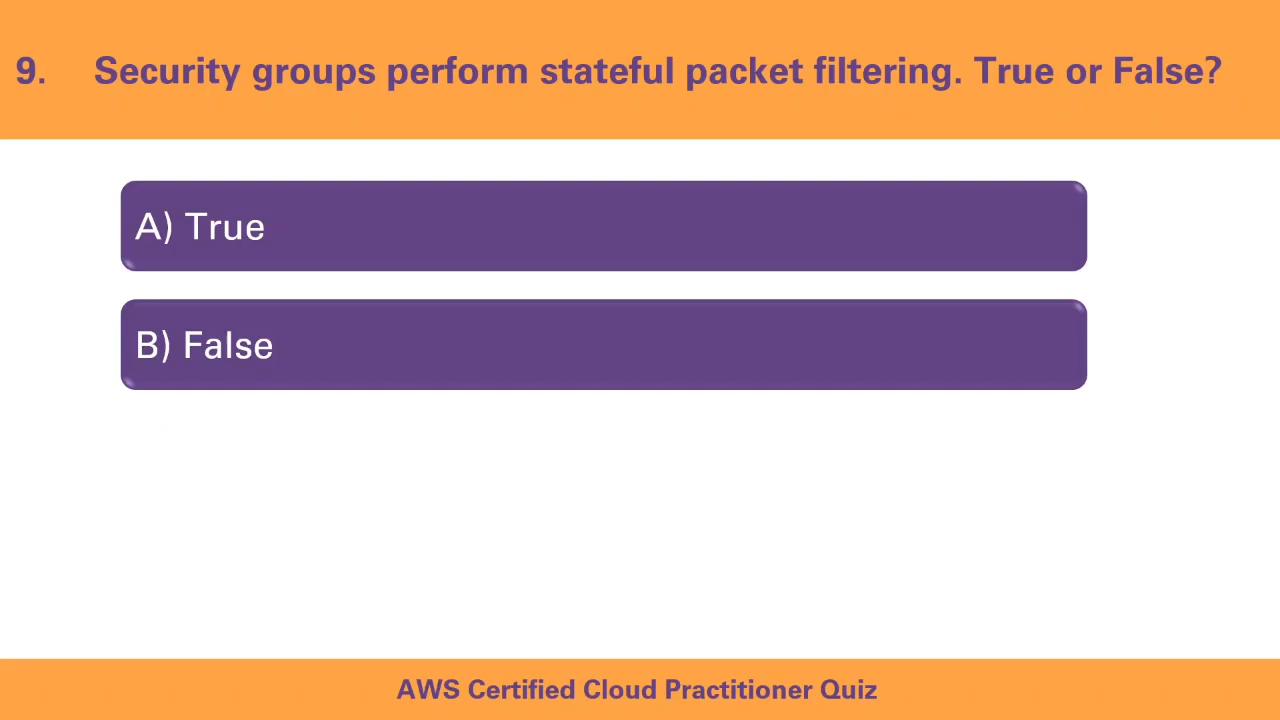 9. Security groups perform stateful packet filtering. True or False?
A) True
B) False
AWS Certified Cloud Practitioner Quiz